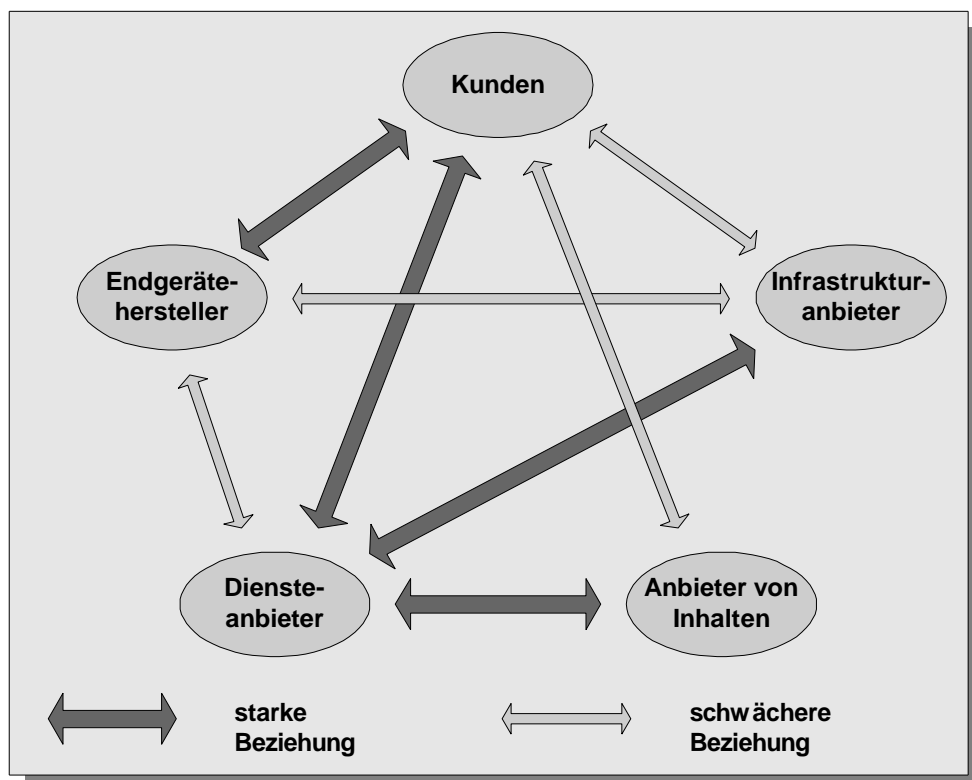 Kunden
Endgeräte-
hersteller
Infrastruktur-
anbieter
Dienste-
anbieter
Anbieter von
Inhalten
starke
Beziehung
schwächere
Beziehung